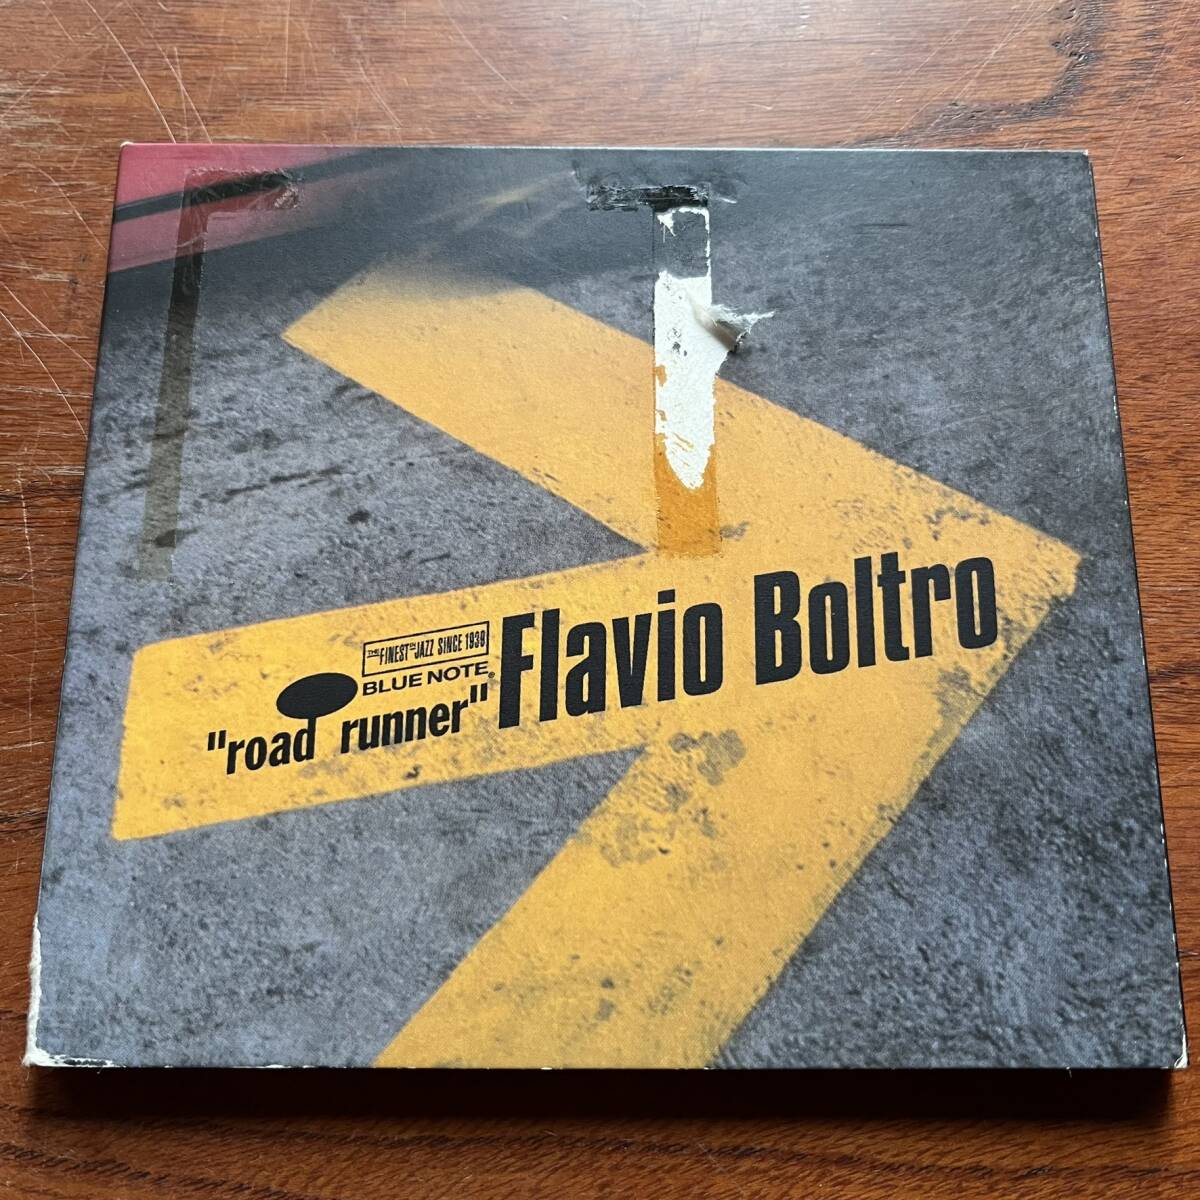 THE FINEST IN JAZZ SINCE 1939
BLUE NOTE®
"road runner"
Flavio Boltro